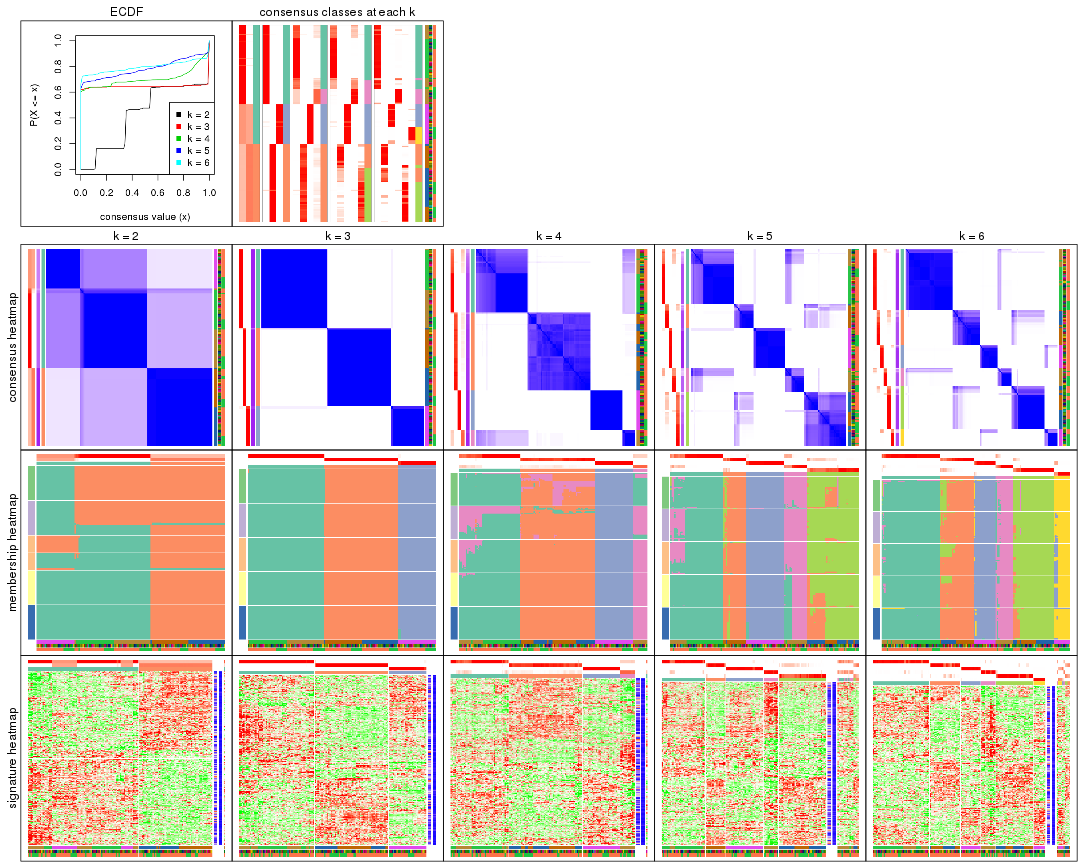 ECDF
consensus classes at each k
P(X <= x)
0.0 0.2 0.4 0.6 0.8 1.0
k = 2
k = 3
k = 4
k = 5
k = 6
0.0 0.2 0.4 0.6 0.8 1.0
consensus value (x)
k = 2 k = 3 k = 4 k = 5 k = 6
consensus heatmap
membership heatmap
signature heatmap